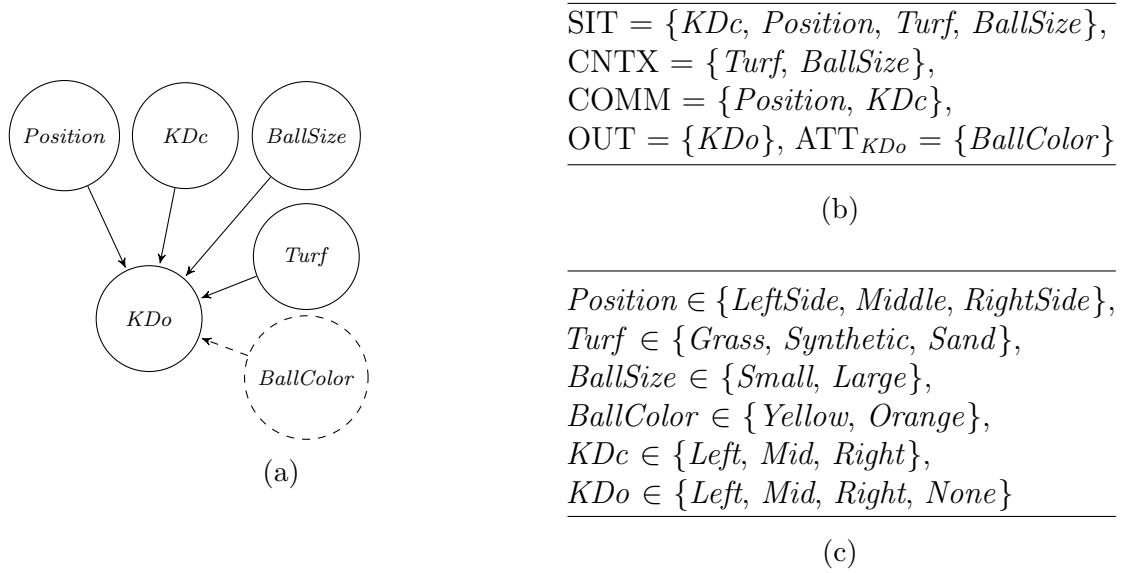 Position
KDc
BallSize
Turf
KDo
BallColor
(a)
SIT = {KDc, Position, Turf, BallSize},
CNTX = {Turf, BallSize},
COMM = {Position, KDc},
OUT = {KDo}, ATT_{KDo} = {BallColor}
(b)
Position ∈ {LeftSide, Middle, RightSide},
Turf ∈ {Grass, Synthetic, Sand},
BallSize ∈ {Small, Large},
BallColor ∈ {Yellow, Orange},
KDc ∈ {Left, Mid, Right},
KDo ∈ {Left, Mid, Right, None}
(c)